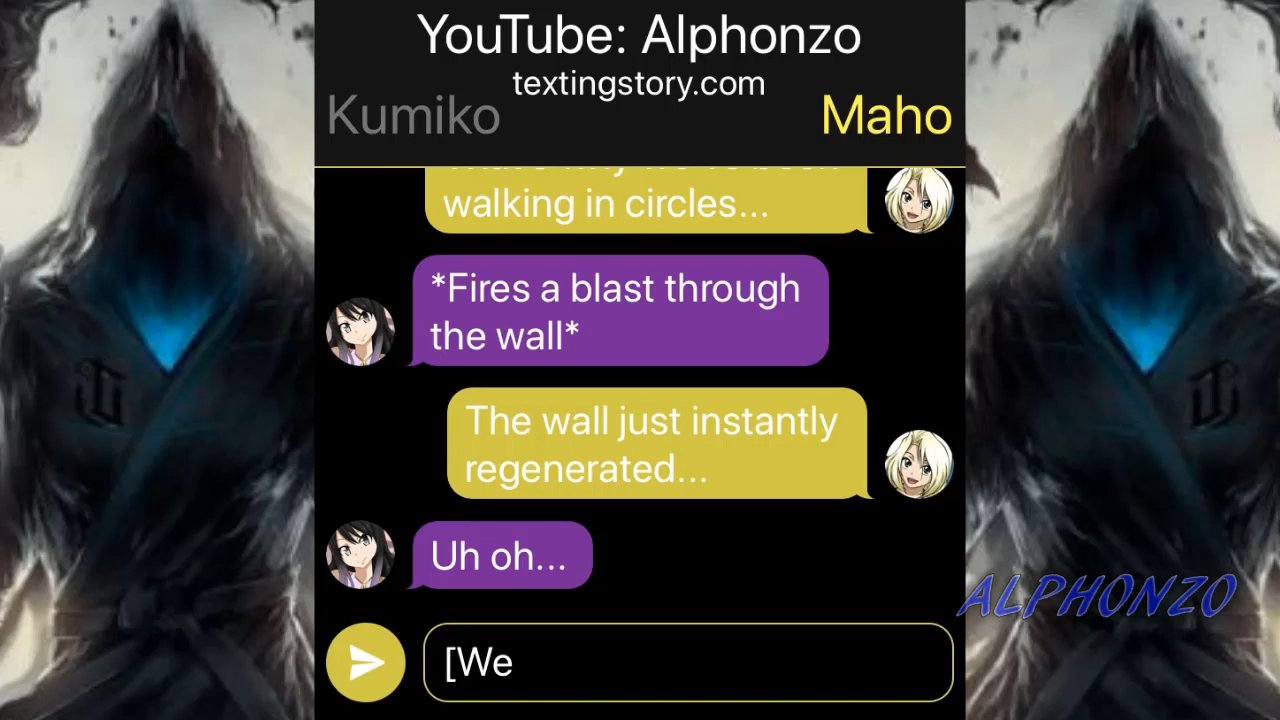 YouTube: Alphonzo
textingstory.com
Kumiko
Maho
walking in circles...
*Fires a blast through
the wall*
The wall just instantly
regenerated...
Uh oh...
[We
ALPHONZO